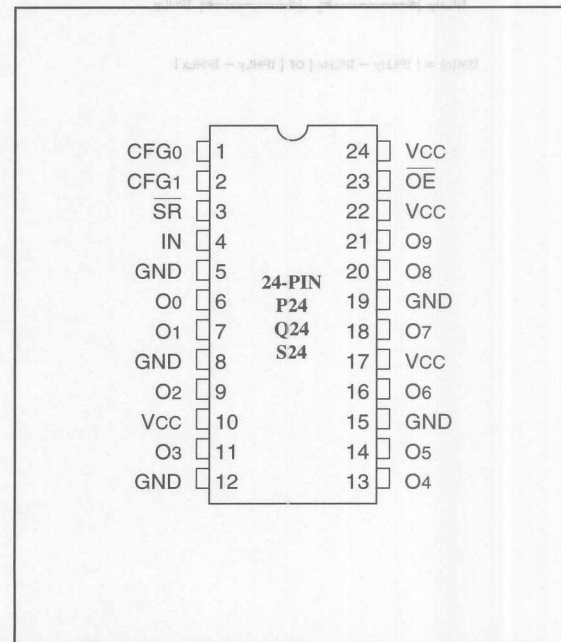 CFG0 1 24 VCC
CFG1 2 23 OE
SR 3 22 VCC
IN 4 21 O9
GND 5 20 O8
24-PIN
O0 6 19 GND
P24
O1 7 18 O7
Q24
S24
GND 8 17 VCC
O2 9 16 O6
VCC 10 15 GND
O3 11 14 O5
GND 12 13 O4